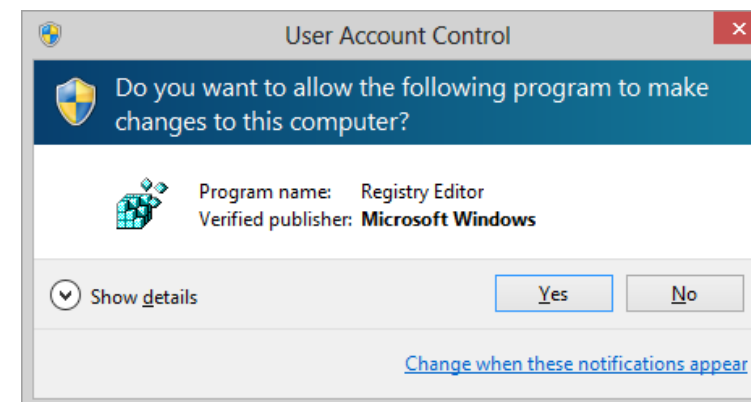 User Account Control
Do you want to allow the following program to make
changes to this computer?
Program name: Registry Editor
Verified publisher: Microsoft Windows
Show details
Yes
No
Change when these notifications appear